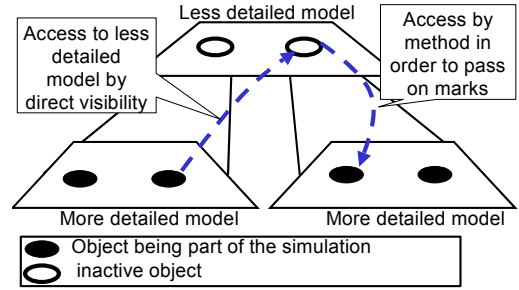 Less detailed model
Access to less
detailed
model by
direct visibility
Access by
method in
order to pass
on marks
More detailed model
More detailed model
Object being part of the simulation
inactive object